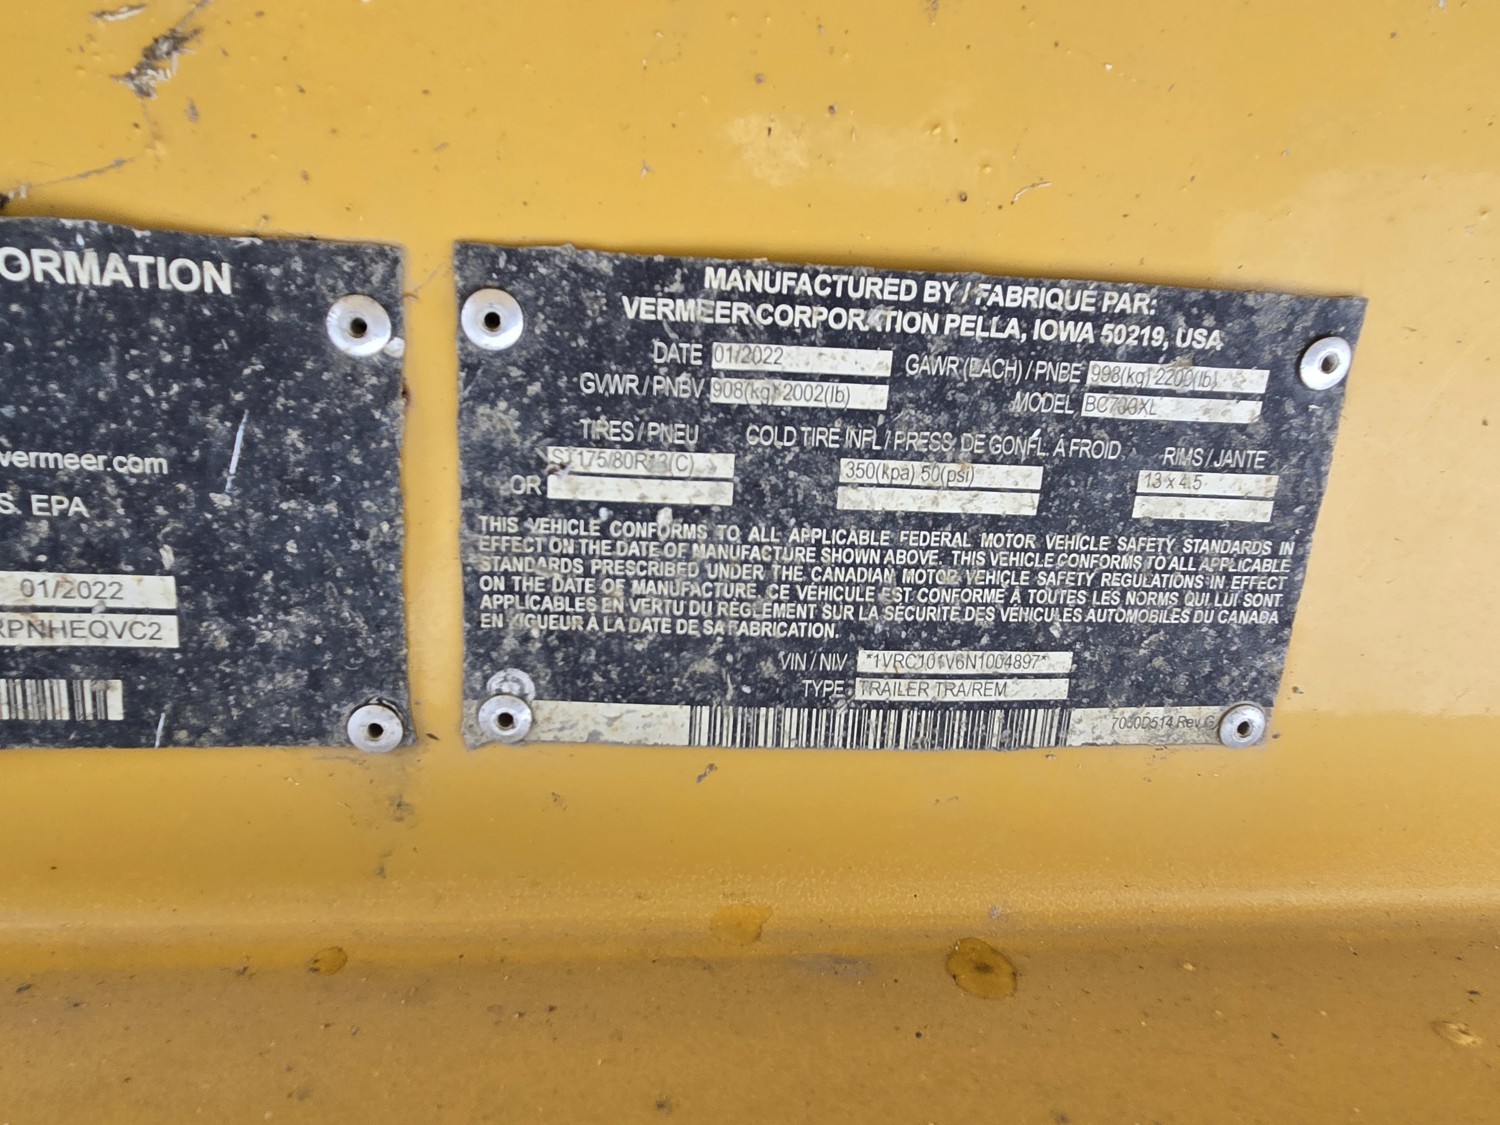 ORMATION
vermeer.com
S. EPA
01/2022
RPNHEQVC2
MANUFACTURED BY / FABRIQUÉ PAR:
VERMEER CORPORATION PELLA, IOWA 50219, USA
DATE 01/2022 GAWR (EACH) / PNBE 998(kg) 2200(lb)
GVWR / PNBV 908(kg) 2002(lb) MODEL BC700XL
TIRES / PNEU COLD TIRE INFL / PRESS. DE GONFL. À FROID RIMS / JANTE
ST175/80R13(C) 350(kpa) 50(psi) 13 x 4.5
OR
THIS VEHICLE CONFORMS TO ALL APPLICABLE FEDERAL MOTOR VEHICLE SAFETY STANDARDS IN
EFFECT ON THE DATE OF MANUFACTURE SHOWN ABOVE. THIS VEHICLE CONFORMS TO ALL APPLICABLE
STANDARDS PRESCRIBED UNDER THE CANADIAN MOTOR VEHICLE SAFETY REGULATIONS IN EFFECT
ON THE DATE OF MANUFACTURE. CE VÉHICULE EST CONFORME À TOUTES LES NORMS QUI LUI SONT
APPLICABLES EN VERTU DU RÈGLEMENT SUR LA SÉCURITÉ DES VÉHICULES AUTOMOBILES DU CANADA
EN VIGUEUR À LA DATE DE SA FABRICATION.
VIN / NIV *1VRC101V6N1004897*
TYPE TRAILER TRA/REM
7000D514 Rev G